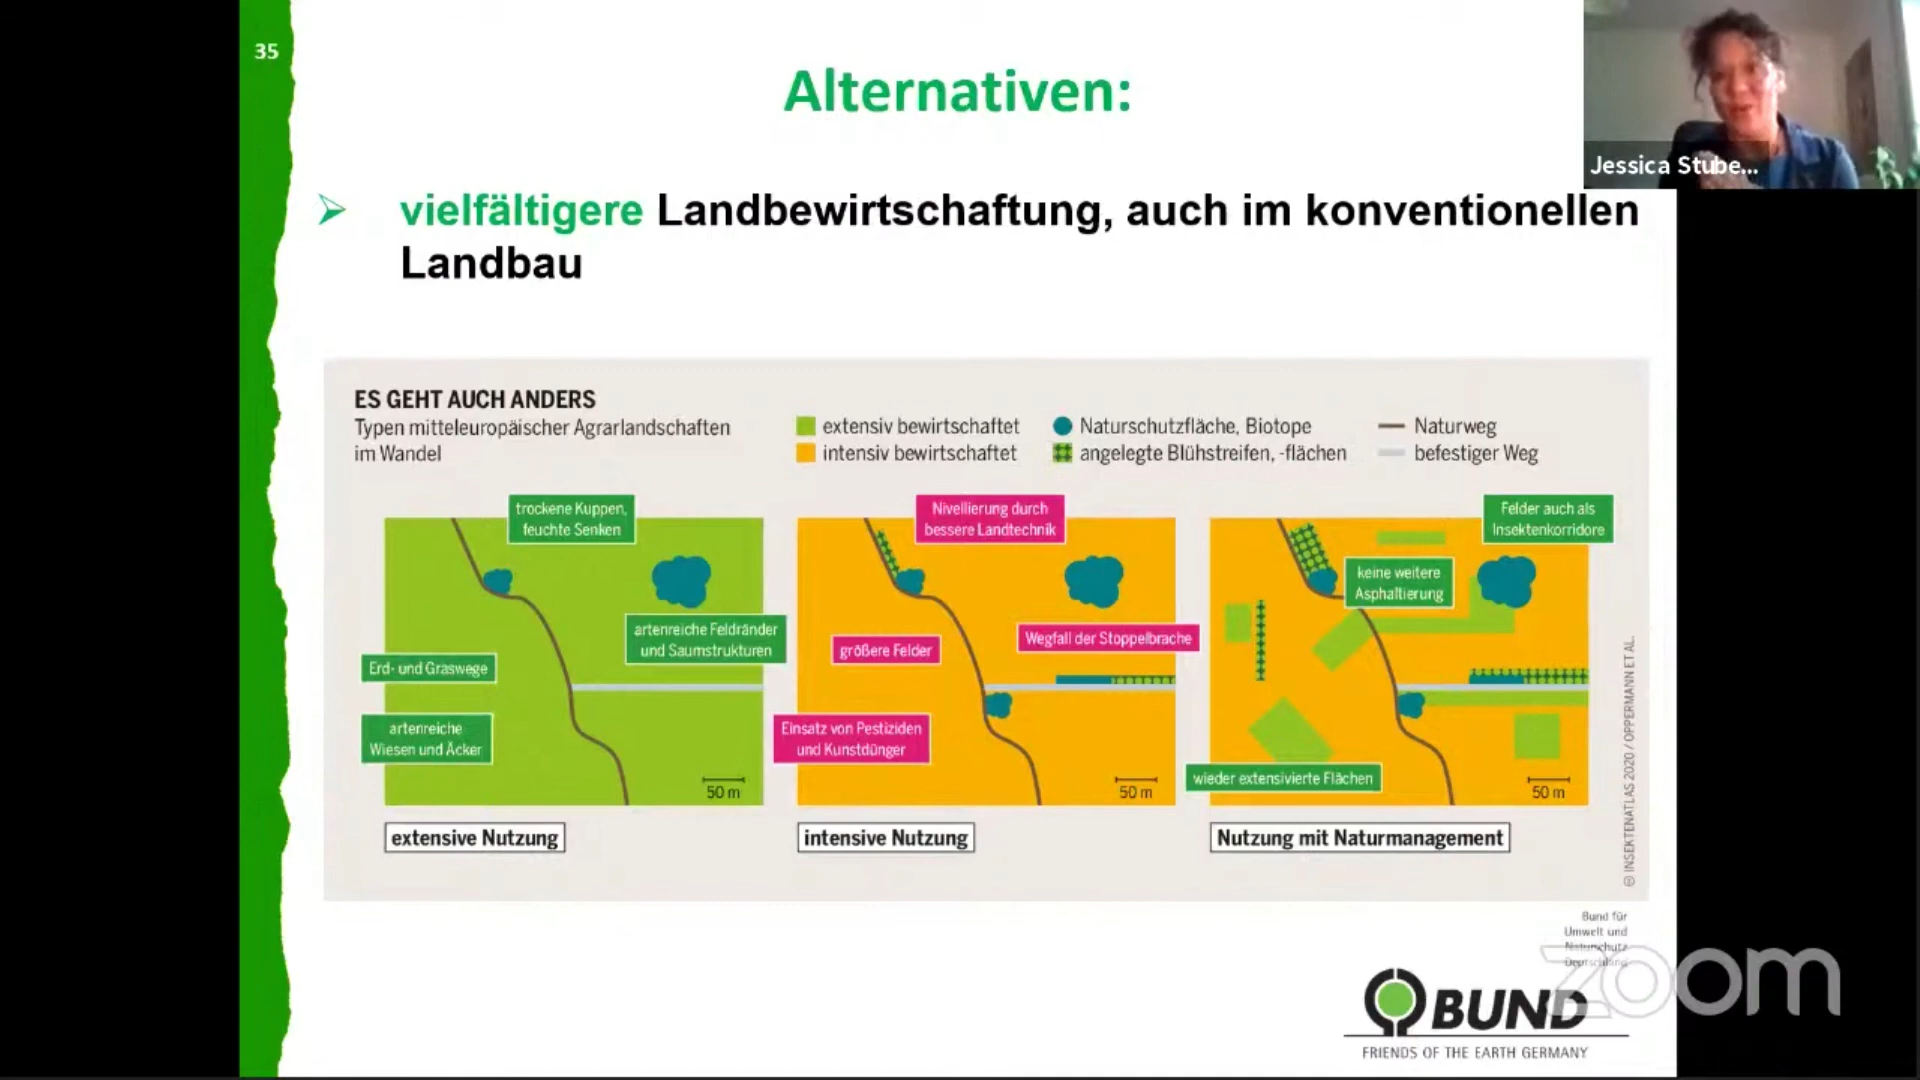 35
Alternativen:
Jessica Stube...
vielfältigere Landbewirtschaftung, auch im konventionellen
Landbau
ES GEHT AUCH ANDERS
Typen mitteleuropäischer Agrarlandschaften
im Wandel
extensiv bewirtschaftet
intensiv bewirtschaftet
Naturschutzfläche, Biotope
angelegte Blühstreifen, -flächen
Naturweg
befestiger Weg
trockene Kuppen,
feuchte Senken
artenreiche Feldränder
und Saumstrukturen
Erd- und Graswege
artenreiche
Wiesen und Äcker
50 m
extensive Nutzung
Nivellierung durch
bessere Landtechnik
größere Felder
Wegfall der Stoppelbrache
Einsatz von Pestiziden
und Kunstdünger
50 m
intensive Nutzung
Felder auch als
Insektenkorridore
keine weitere
Asphaltierung
wieder extensivierte Flächen
50 m
Nutzung mit Naturmanagement
© INSEKTENATLAS 2020 / OPPERMANN ET AL.
Bund für
Umwelt und
Naturschutz
Deutschland
BUND
FRIENDS OF THE EARTH GERMANY
zoom